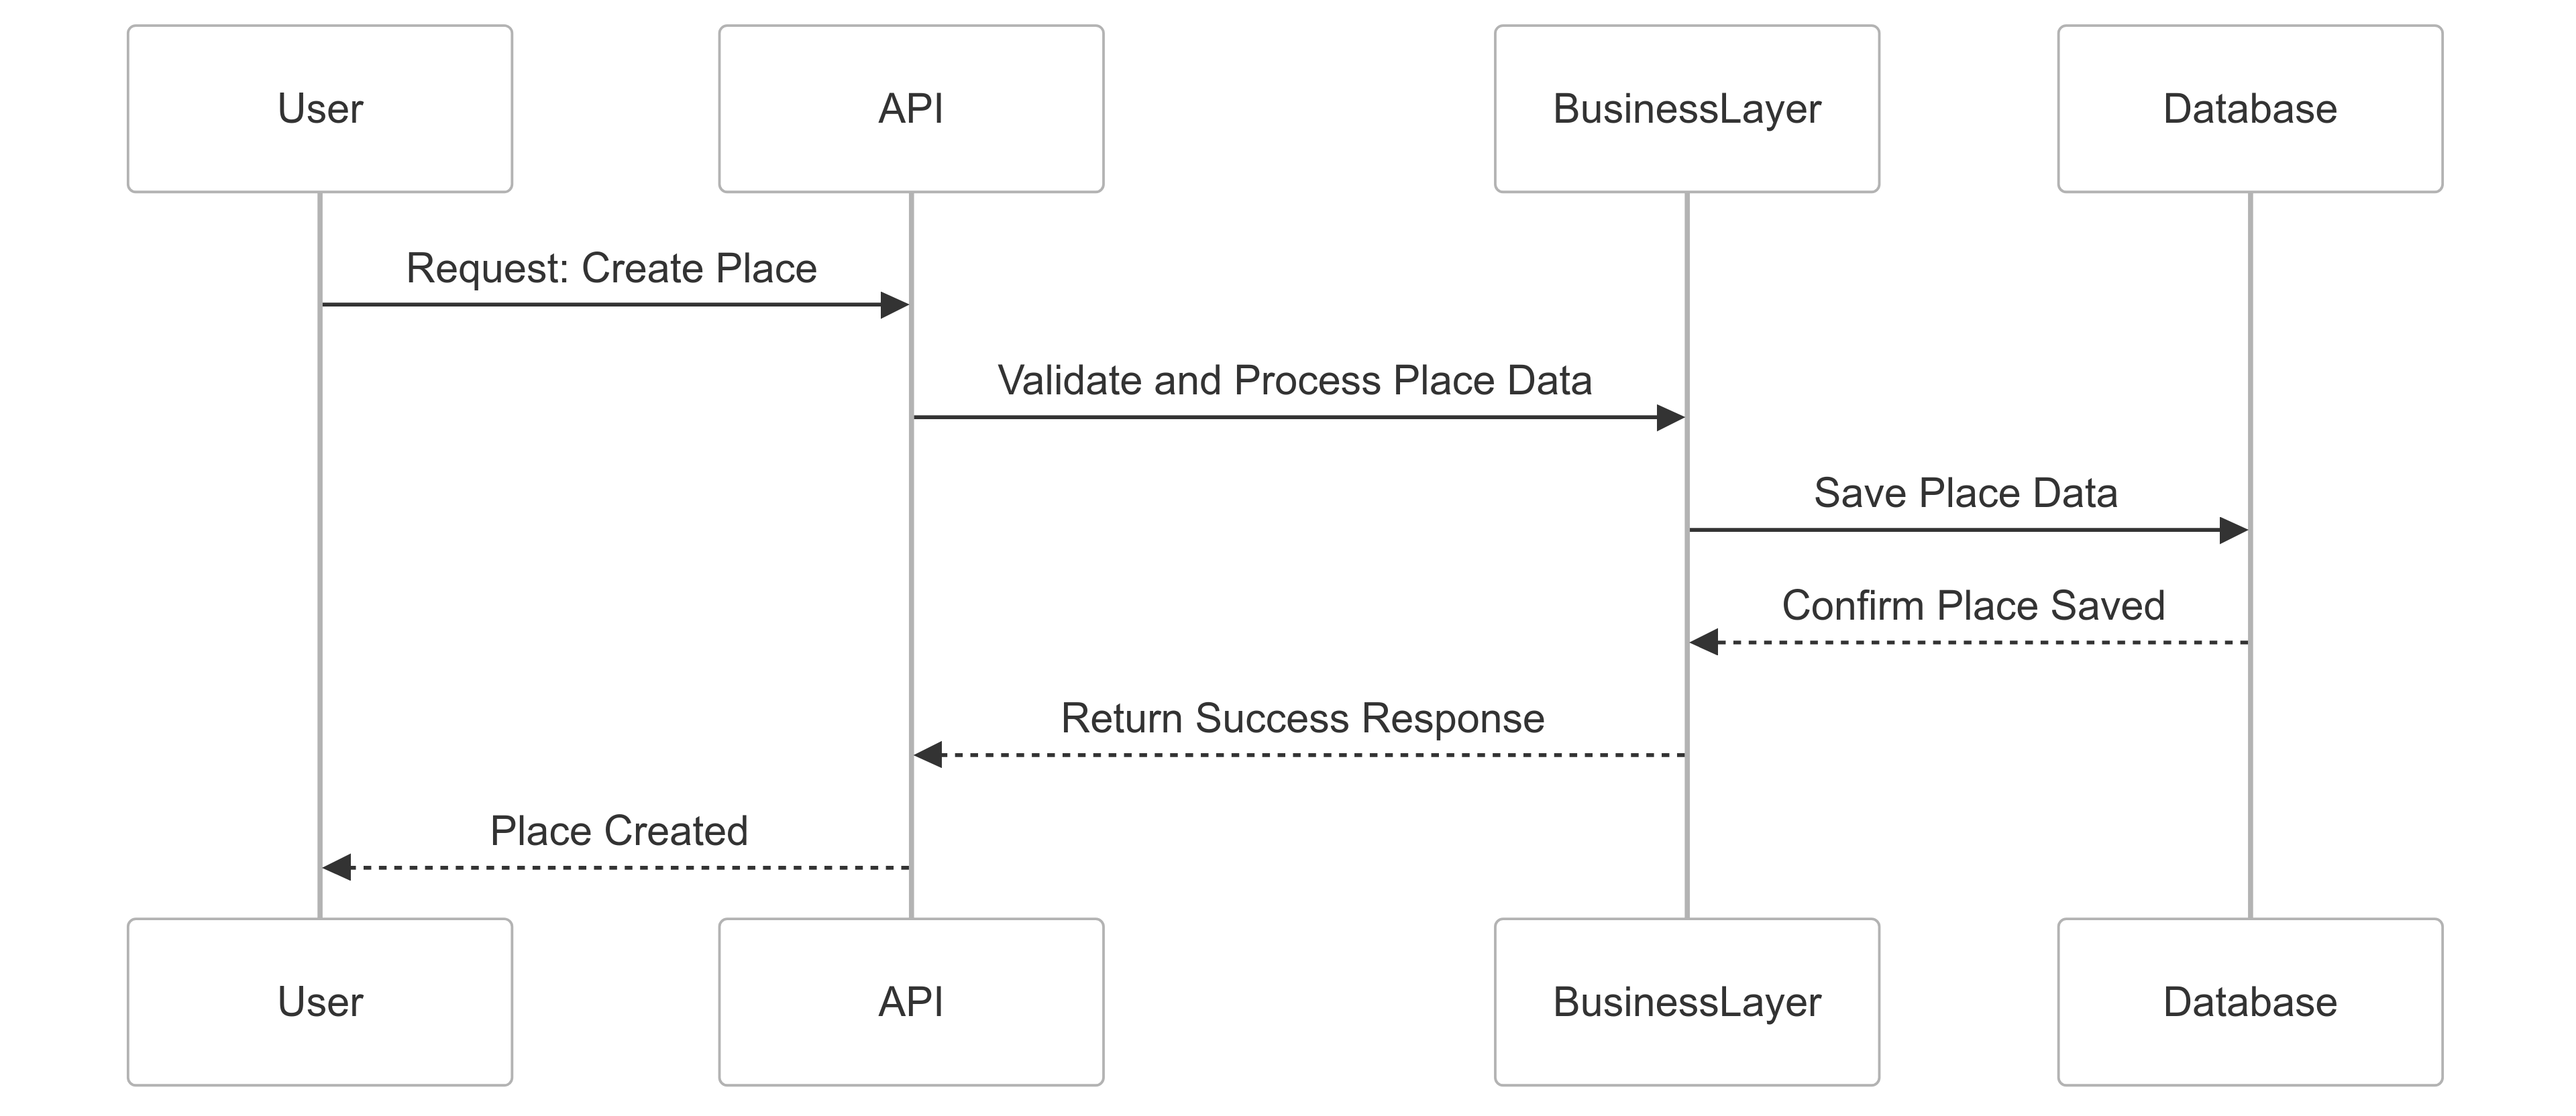 User
API
BusinessLayer
Database
Request: Create Place
Validate and Process Place Data
Save Place Data
Confirm Place Saved
Return Success Response
Place Created
User
API
BusinessLayer
Database